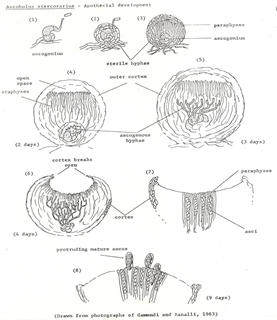 Ascobolus stercorarius - Apothecial development
(1)
(2)
(3)
paraphyses
ascogonium
ascogonium
sterile hyphae
(4)
outer cortex
(5)
open
space
paraphyses
ascogenous
hyphae
(2 days)
(3 days)
cortex breaks
open
(6)
(7)
paraphyses
cortex
asci
(4 days)
protruding mature ascus
(8)
(9 days)
(Drawn from photographs of Gamundi and Ranalli, 1963)